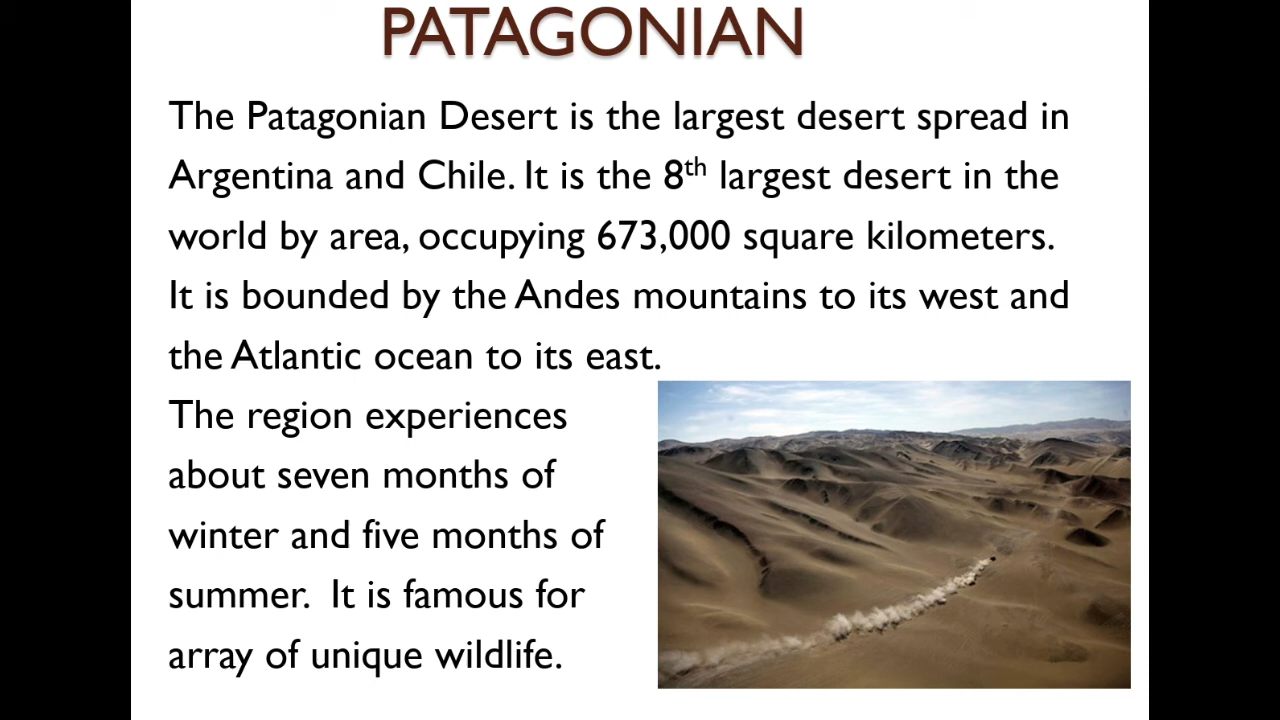 PATAGONIAN
The Patagonian Desert is the largest desert spread in
Argentina and Chile. It is the 8th largest desert in the
world by area, occupying 673,000 square kilometers.
It is bounded by the Andes mountains to its west and
the Atlantic ocean to its east.
The region experiences
about seven months of
winter and five months of
summer.  It is famous for
array of unique wildlife.